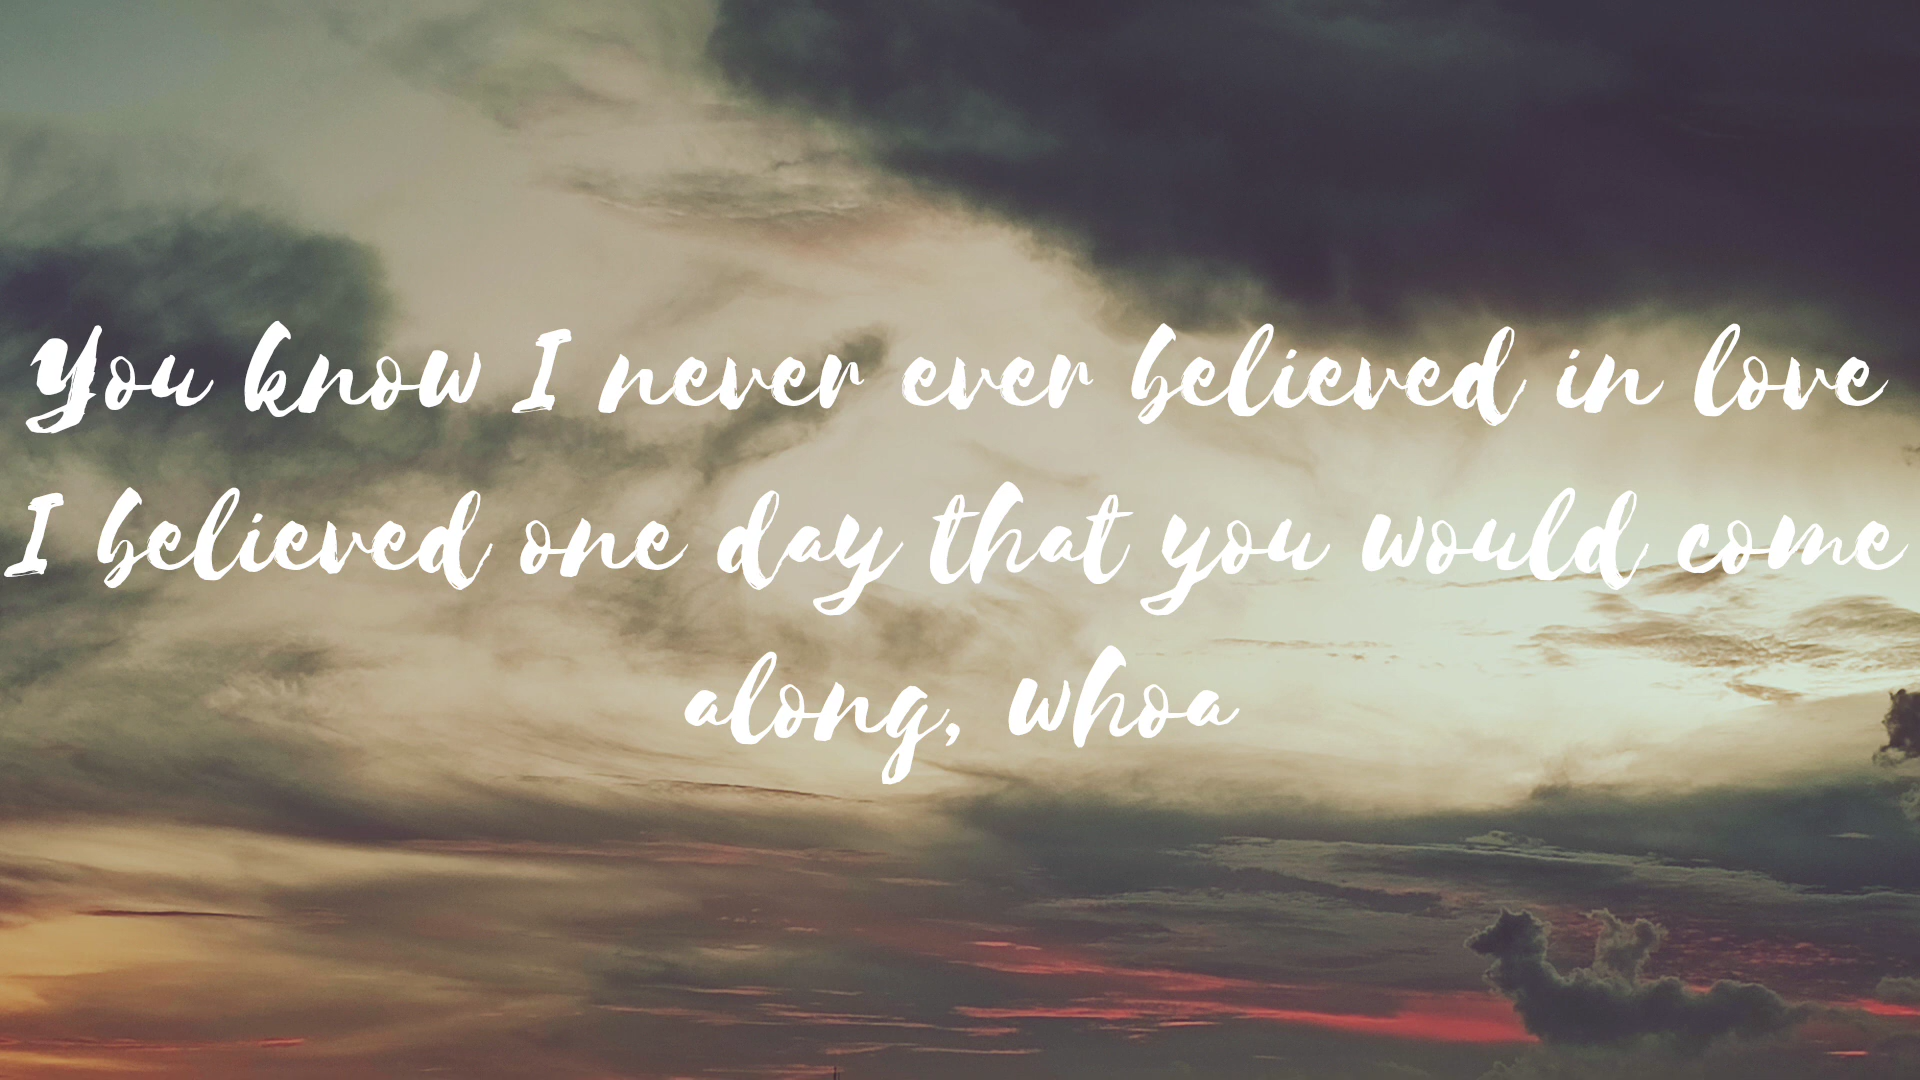 You know I never ever believed in love
I believed one day that you would come
along, whoa